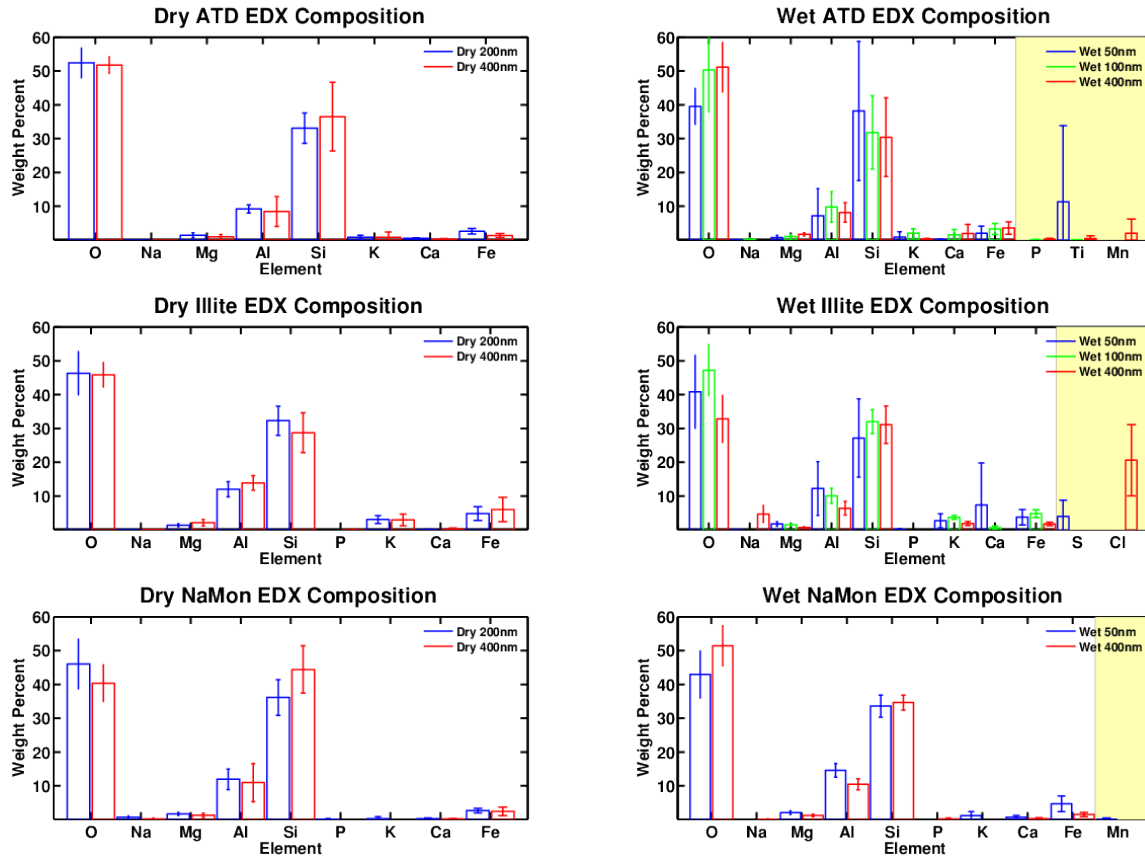 Dry ATD EDX Composition
60
50
40
30
20
10
Weight Percent
Dry 200nm
Dry 400nm
O Na Mg Al Si K Ca Fe
Element
Wet ATD EDX Composition
60
50
40
30
20
10
Weight Percent
Wet 50nm
Wet 100nm
Wet 400nm
O Na Mg Al Si K Ca Fe P Ti Mn
Element
Dry Illite EDX Composition
60
50
40
30
20
10
Weight Percent
Dry 200nm
Dry 400nm
O Na Mg Al Si P K Ca Fe
Element
Wet Illite EDX Composition
60
50
40
30
20
10
Weight Percent
Wet 50nm
Wet 100nm
Wet 400nm
O Na Mg Al Si P K Ca Fe S Cl
Element
Dry NaMon EDX Composition
60
50
40
30
20
10
Weight Percent
Dry 200nm
Dry 400nm
O Na Mg Al Si P K Ca Fe
Element
Wet NaMon EDX Composition
60
50
40
30
20
10
Weight Percent
Wet 50nm
Wet 400nm
O Na Mg Al Si P K Ca Fe Mn
Element